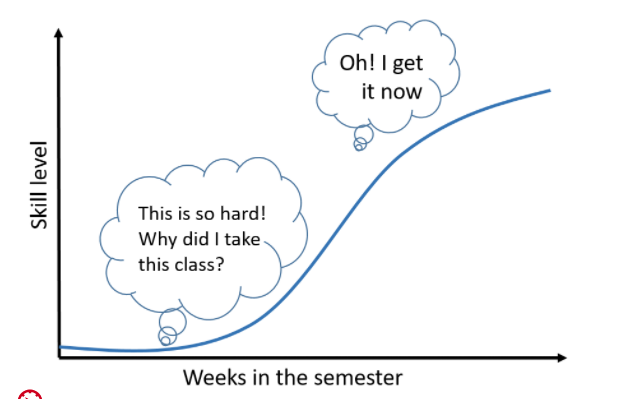 Oh! I get
it now
This is so hard!
Why did I take
this class?
Skill level
Weeks in the semester